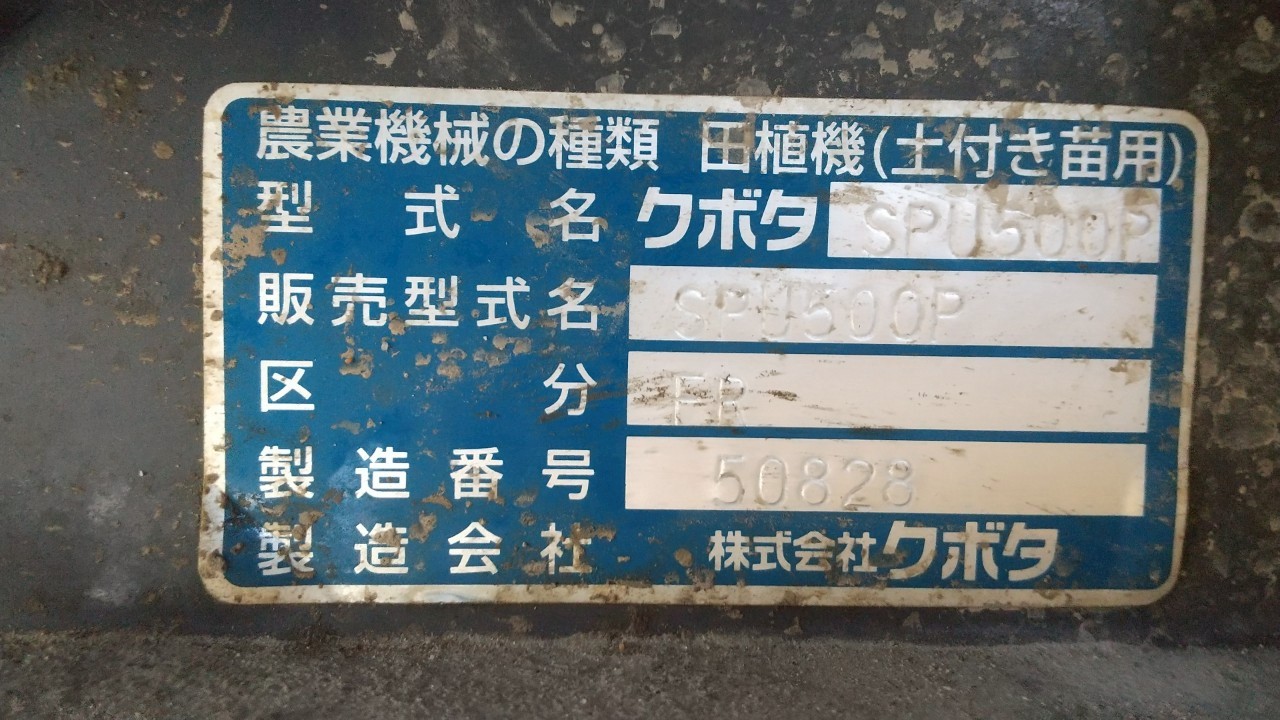 農業機械の種類 田植機(土付き苗用)
型式名 クボタ SPU500P
販売型式名 SPU500P
区分 FR
製造番号 50828
製造会社 株式会社クボタ